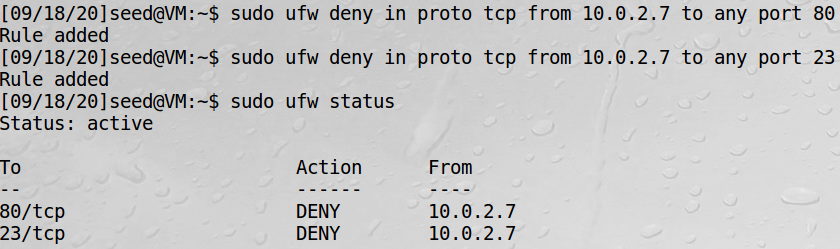 [09/18/20]seed@VM:~$ sudo ufw deny in proto tcp from 10.0.2.7 to any port 80
Rule added
[09/18/20]seed@VM:~$ sudo ufw deny in proto tcp from 10.0.2.7 to any port 23
Rule added
[09/18/20]seed@VM:~$ sudo ufw status
Status: active
To                         Action      From
--                         ------      ----
80/tcp                     DENY        10.0.2.7
23/tcp                     DENY        10.0.2.7